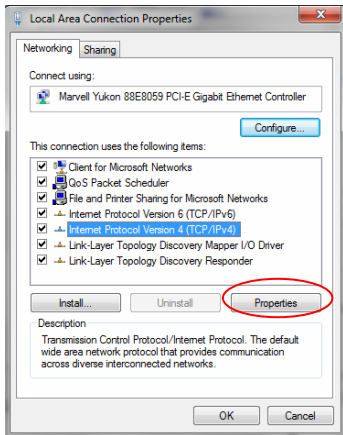 Local Area Connection Properties
Networking Sharing
Connect using:
Marvell Yukon 88E8059 PCI-E Gigabit Ethernet Controller
Configure...
This connection uses the following items:
Client for Microsoft Networks
QoS Packet Scheduler
File and Printer Sharing for Microsoft Networks
Internet Protocol Version 6 (TCP/IPv6)
Internet Protocol Version 4 (TCP/IPv4)
Link-Layer Topology Discovery Mapper I/O Driver
Link-Layer Topology Discovery Responder
Install... Uninstall Properties
Description
Transmission Control Protocol/Internet Protocol. The default
wide area network protocol that provides communication
across diverse interconnected networks.
OK Cancel